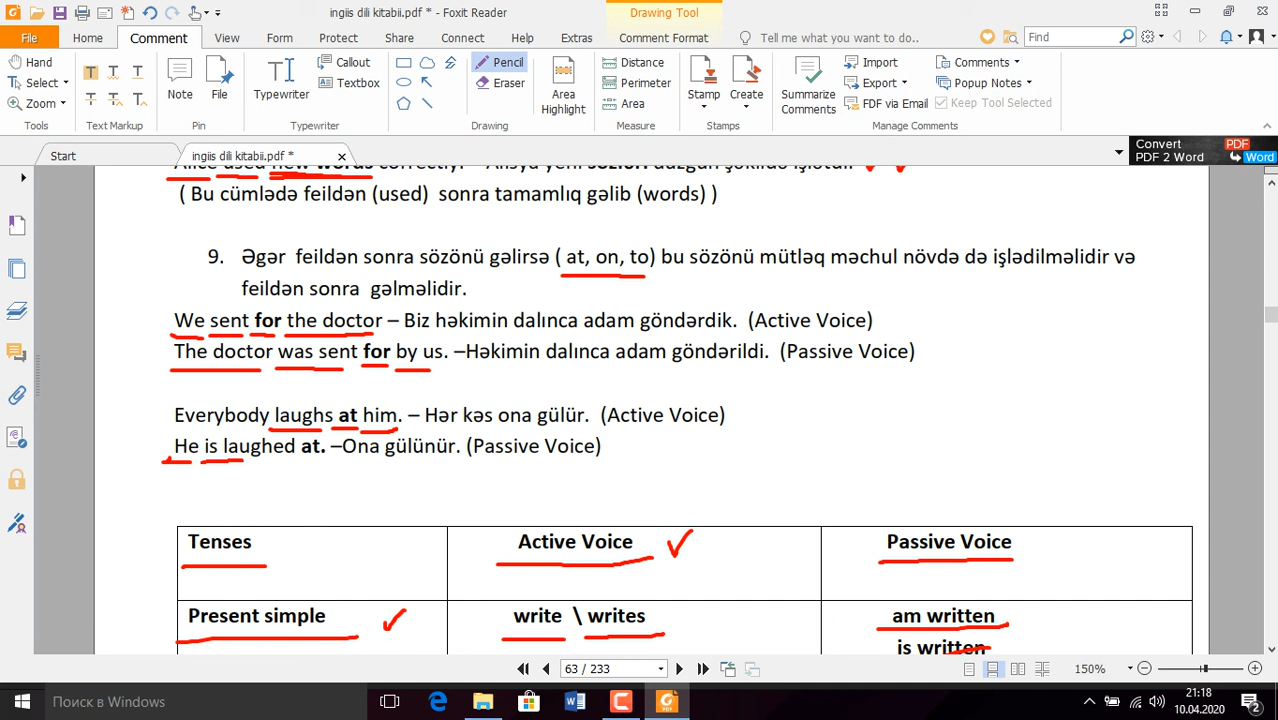 ingiis dili kitabii.pdf * - Foxit Reader
Drawing Tool
File Home Comment View Form Protect Share Connect Help Extras Comment Format Tell me what you want to do... Find
Hand
Select
Zoom
Tools
Text Markup
Note
File
Pin
Typewriter
Callout
Textbox
Typewriter
Pencil
Eraser
Drawing
Area
Highlight
Distance
Perimeter
Area
Measure
Stamp
Create
Stamps
Summarize
Comments
Import
Export
FDF via Email
Comments
Popup Notes
Keep Tool Selected
Manage Comments
Start
ingiis dili kitabii.pdf *
Convert PDF
PDF 2 Word Word
( Bu cümlədə feildən (used) sonra tamamlıq gəlib (words) )
9. Əgər feildən sonra sözönü gəlirsə ( at, on, to) bu sözönü mütləq məchul növdə də işlədilməlidir və
feildən sonra gəlməlidir.
We sent for the doctor – Biz həkimin dalınca adam göndərdik. (Active Voice)
The doctor was sent for by us. –Həkimin dalınca adam göndərildi. (Passive Voice)
Everybody laughs at him. – Hər kəs ona gülür. (Active Voice)
He is laughed at. –Ona gülünür. (Passive Voice)
Tenses Active Voice Passive Voice
Present simple write \ writes am written
is written
63 / 233
150%
Поиск в Windows
21:18
10.04.2020
2